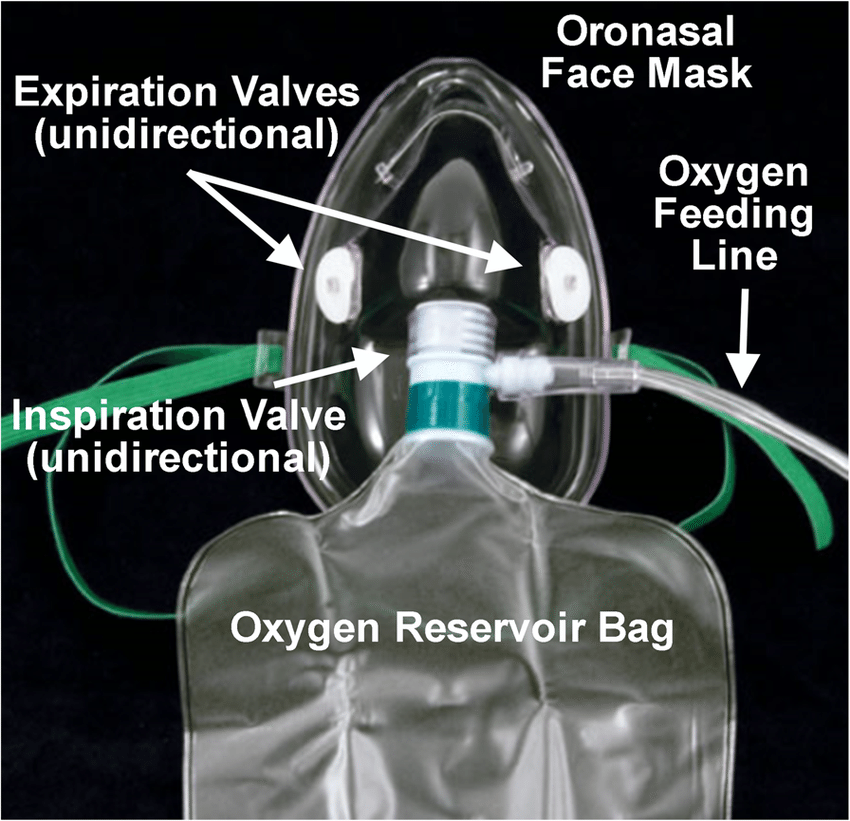 Oronasal
Face Mask
Expiration Valves
(unidirectional)
Oxygen
Feeding
Line
Inspiration Valve
(unidirectional)
Oxygen Reservoir Bag